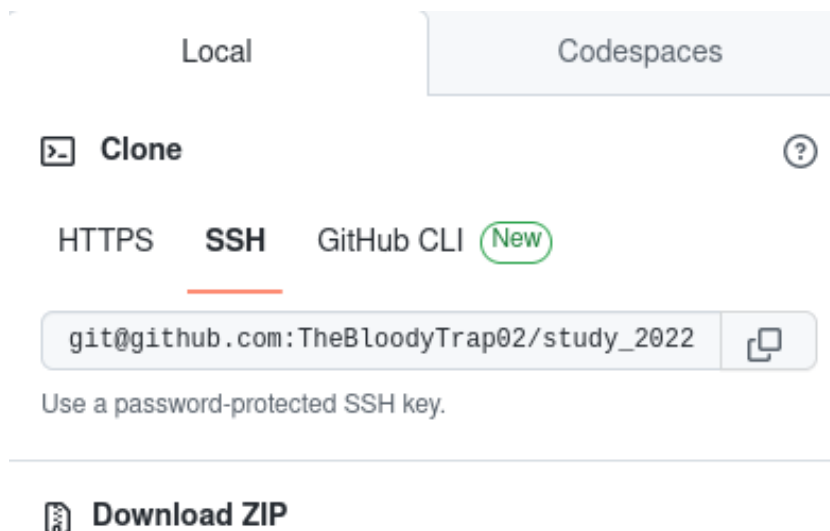 Local Codespaces
Clone
HTTPS SSH GitHub CLI New
git@github.com:TheBloodyTrap02/study_2022
Use a password-protected SSH key.
Download ZIP